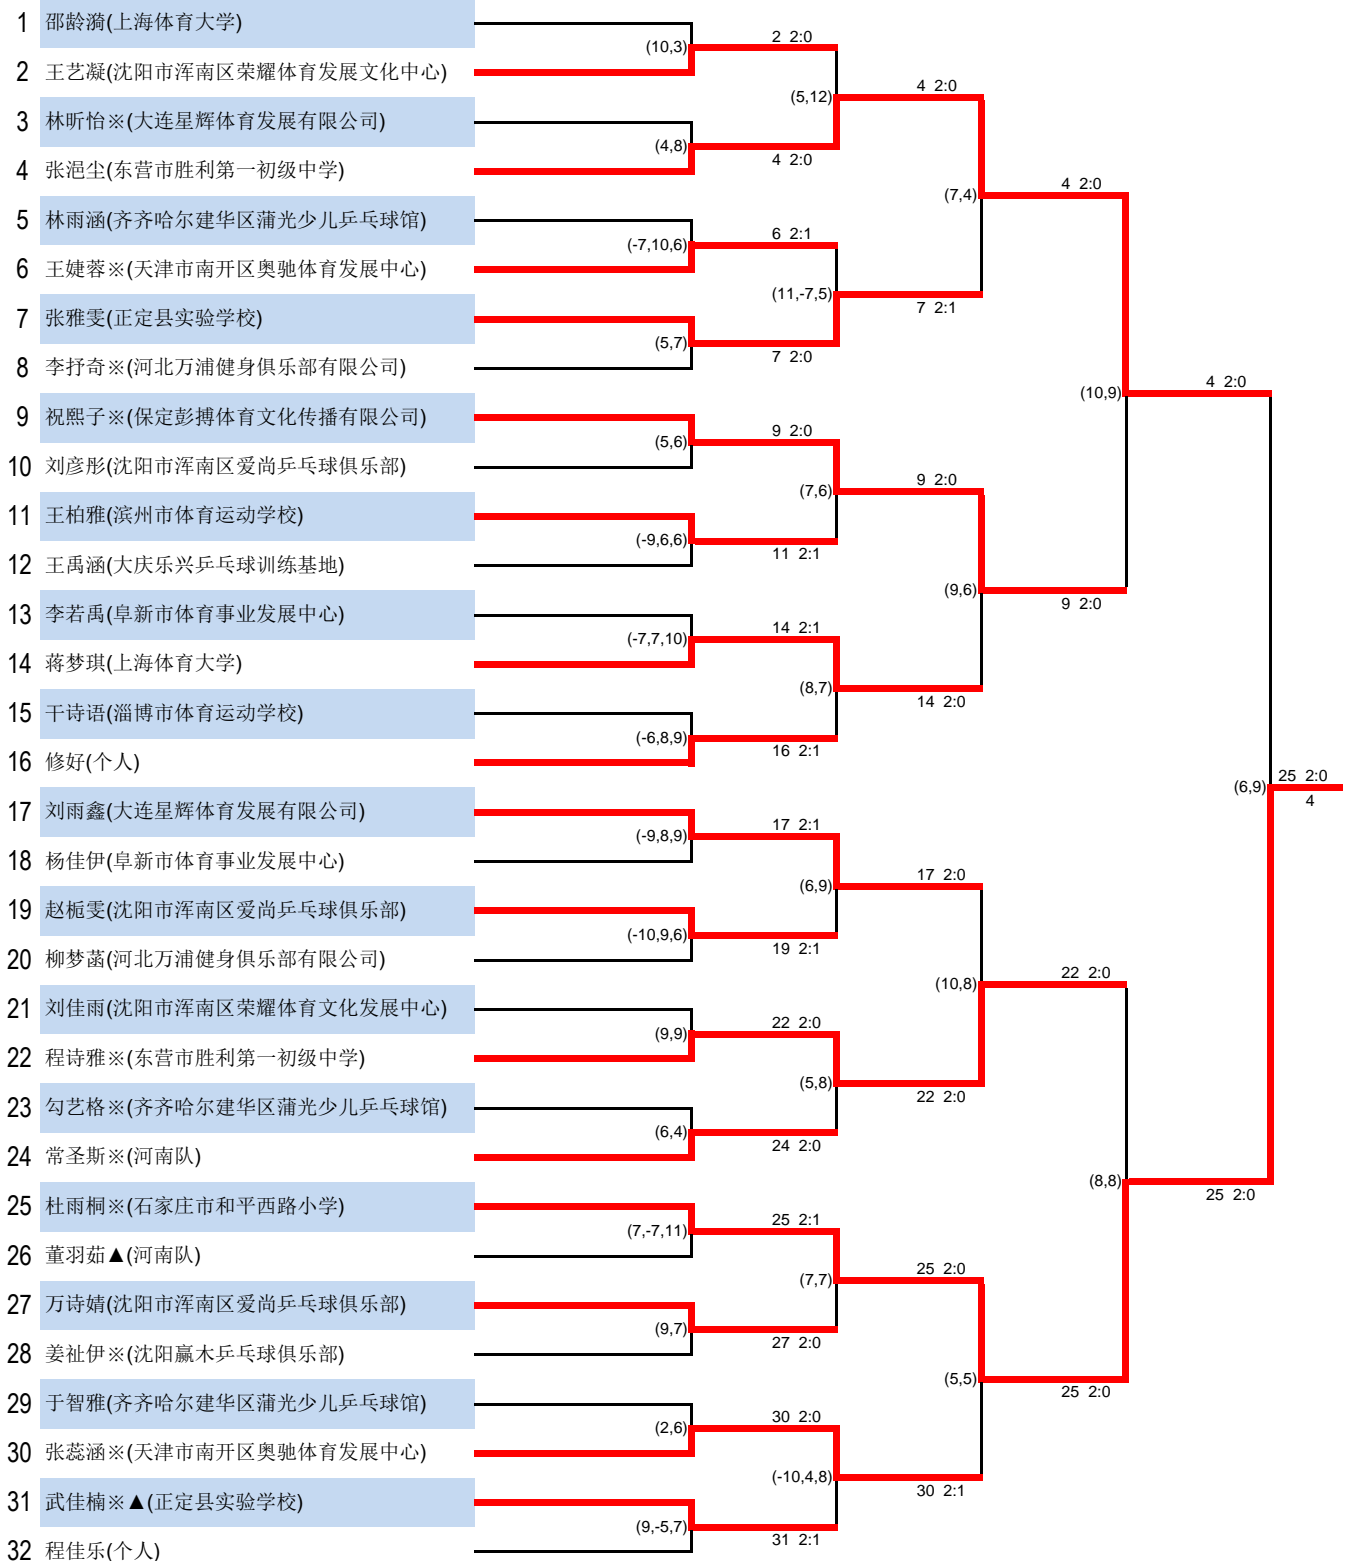 1 邵龄漪(上海体育大学)
2 2:0
(10,3)
2 王艺凝(沈阳市浑南区荣耀体育发展文化中心)
4 2:0
(5,12)
3 林昕怡※(大连星辉体育发展有限公司)
(4,8)
4 2:0
4 张浥尘(东营市胜利第一初级中学)
4 2:0
(7,4)
5 林雨涵(齐齐哈尔建华区蒲光少儿乒乓球馆)
6 2:1
(-7,10,6)
6 王婕蓉※(天津市南开区奥驰体育发展中心)
(11,-7,5)
7 2:1
7 张雅雯(正定县实验学校)
(5,7)
7 2:0
8 李抒奇※(河北万浦健身俱乐部有限公司)
4 2:0
(10,9)
9 祝熙子※(保定彭搏体育文化传播有限公司)
9 2:0
(5,6)
10 刘彦彤(沈阳市浑南区爱尚乒乓球俱乐部)
9 2:0
(7,6)
11 王柏雅(滨州市体育运动学校)
(-9,6,6)
11 2:1
12 王禹涵(大庆乐兴乒乓球训练基地)
(9,6)
9 2:0
13 李若禹(阜新市体育事业发展中心)
14 2:1
(-7,7,10)
14 蒋梦琪(上海体育大学)
(8,7)
14 2:0
15 干诗语(淄博市体育运动学校)
(-6,8,9)
16 2:1
16 修好(个人)
25 2:0
(6,9)
4
17 刘雨鑫(大连星辉体育发展有限公司)
17 2:1
(-9,8,9)
18 杨佳伊(阜新市体育事业发展中心)
17 2:0
(6,9)
19 赵栀雯(沈阳市浑南区爱尚乒乓球俱乐部)
(-10,9,6)
19 2:1
20 柳梦菡(河北万浦健身俱乐部有限公司)
22 2:0
(10,8)
21 刘佳雨(沈阳市浑南区荣耀体育文化发展中心)
22 2:0
(9,9)
22 程诗雅※(东营市胜利第一初级中学)
(5,8)
22 2:0
23 勾艺格※(齐齐哈尔建华区蒲光少儿乒乓球馆)
(6,4)
24 2:0
24 常圣斯※(河南队)
(8,8)
25 2:0
25 杜雨桐※(石家庄市和平西路小学)
25 2:1
(7,-7,11)
26 董羽茹▲(河南队)
25 2:0
(7,7)
27 万诗婧(沈阳市浑南区爱尚乒乓球俱乐部)
(9,7)
27 2:0
28 姜祉伊※(沈阳赢木乒乓球俱乐部)
(5,5)
25 2:0
29 于智雅(齐齐哈尔建华区蒲光少儿乒乓球馆)
30 2:0
(2,6)
30 张蕊涵※(天津市南开区奥驰体育发展中心)
(-10,4,8)
30 2:1
31 武佳楠※▲(正定县实验学校)
(9,-5,7)
31 2:1
32 程佳乐(个人)